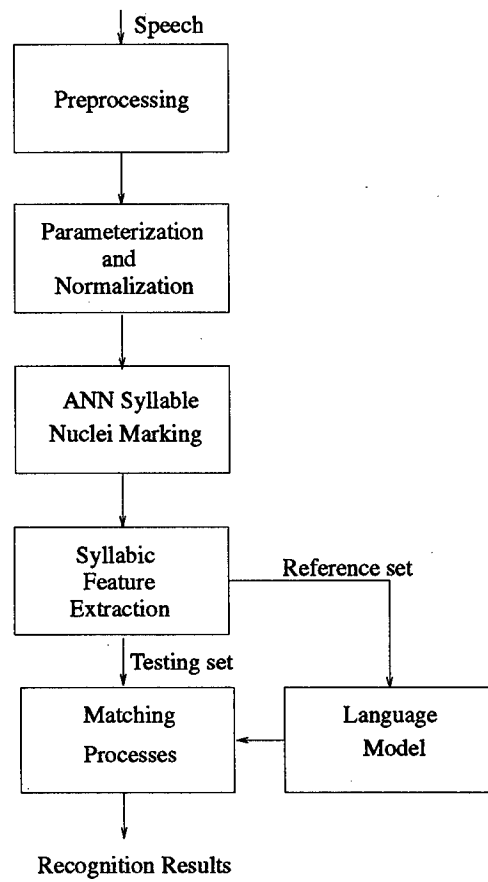 Speech
Preprocessing
Parameterization
and
Normalization
ANN Syllable
Nuclei Marking
Syllabic
Feature
Extraction
Reference set
Testing set
Matching
Processes
Language
Model
Recognition Results